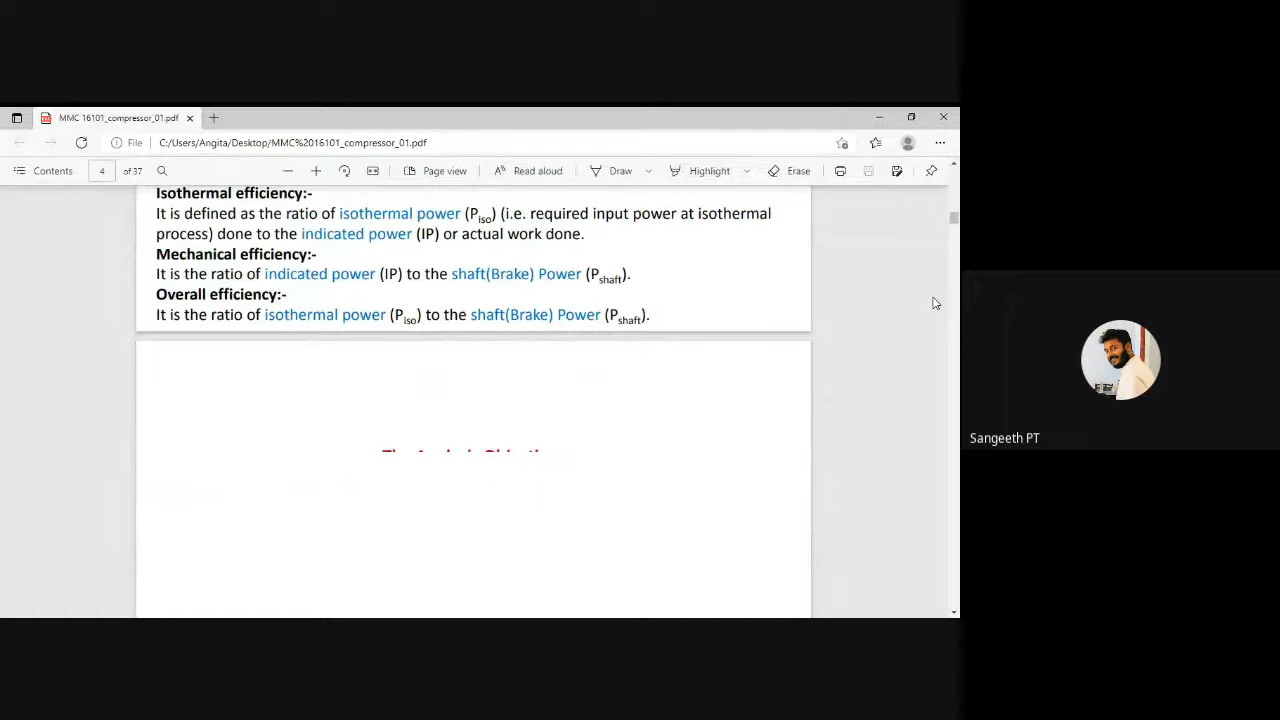 MMC 16101_compressor_01.pdf
File C:/Users/Angita/Desktop/MMC%2016101_compressor_01.pdf
Contents 4 of 37 Page view Read aloud Draw Highlight Erase
Isothermal efficiency:-
It is defined as the ratio of isothermal power (Piso) (i.e. required input power at isothermal
process) done to the indicated power (IP) or actual work done.
Mechanical efficiency:-
It is the ratio of indicated power (IP) to the shaft(Brake) Power (Pshaft).
Overall efficiency:-
It is the ratio of isothermal power (Piso) to the shaft(Brake) Power (Pshaft).
Sangeeth PT